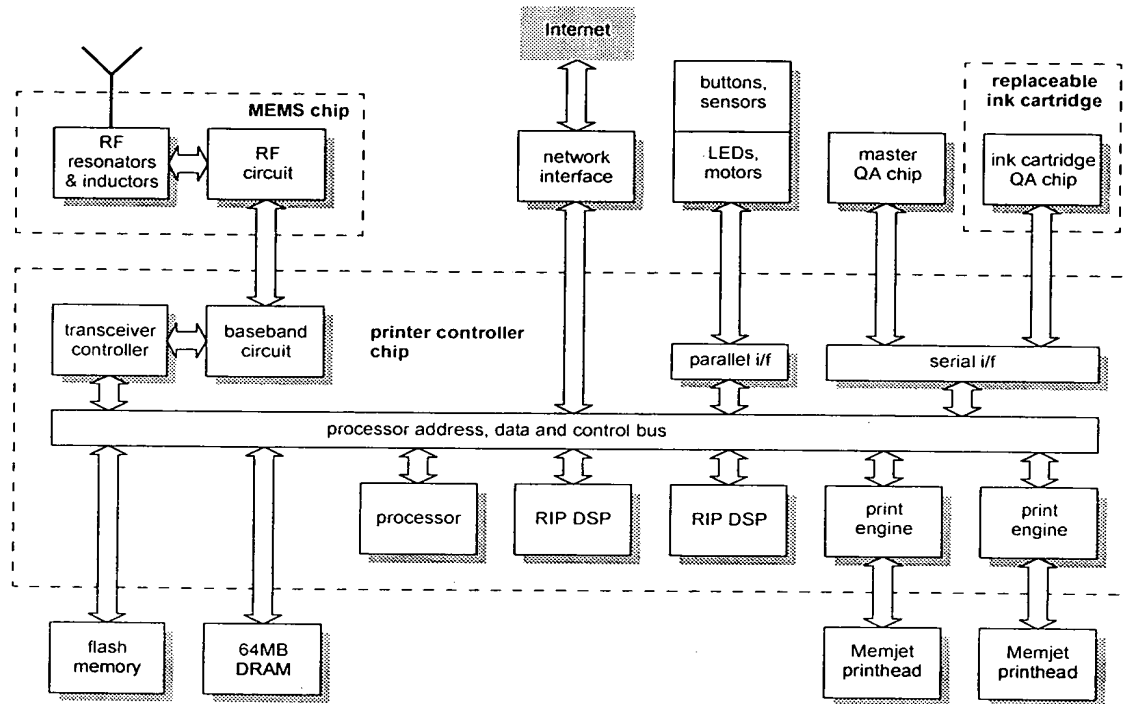 Internet
buttons,
sensors
replaceable
ink cartridge
MEMS chip
RF
resonators
& inductors
RF
circuit
network
interface
LEDs,
motors
master
QA chip
ink cartridge
QA chip
transceiver
controller
baseband
circuit
printer controller
chip
parallel i/f
serial i/f
processor address, data and control bus
processor
RIP DSP
RIP DSP
print
engine
print
engine
flash
memory
64MB
DRAM
Memjet
printhead
Memjet
printhead